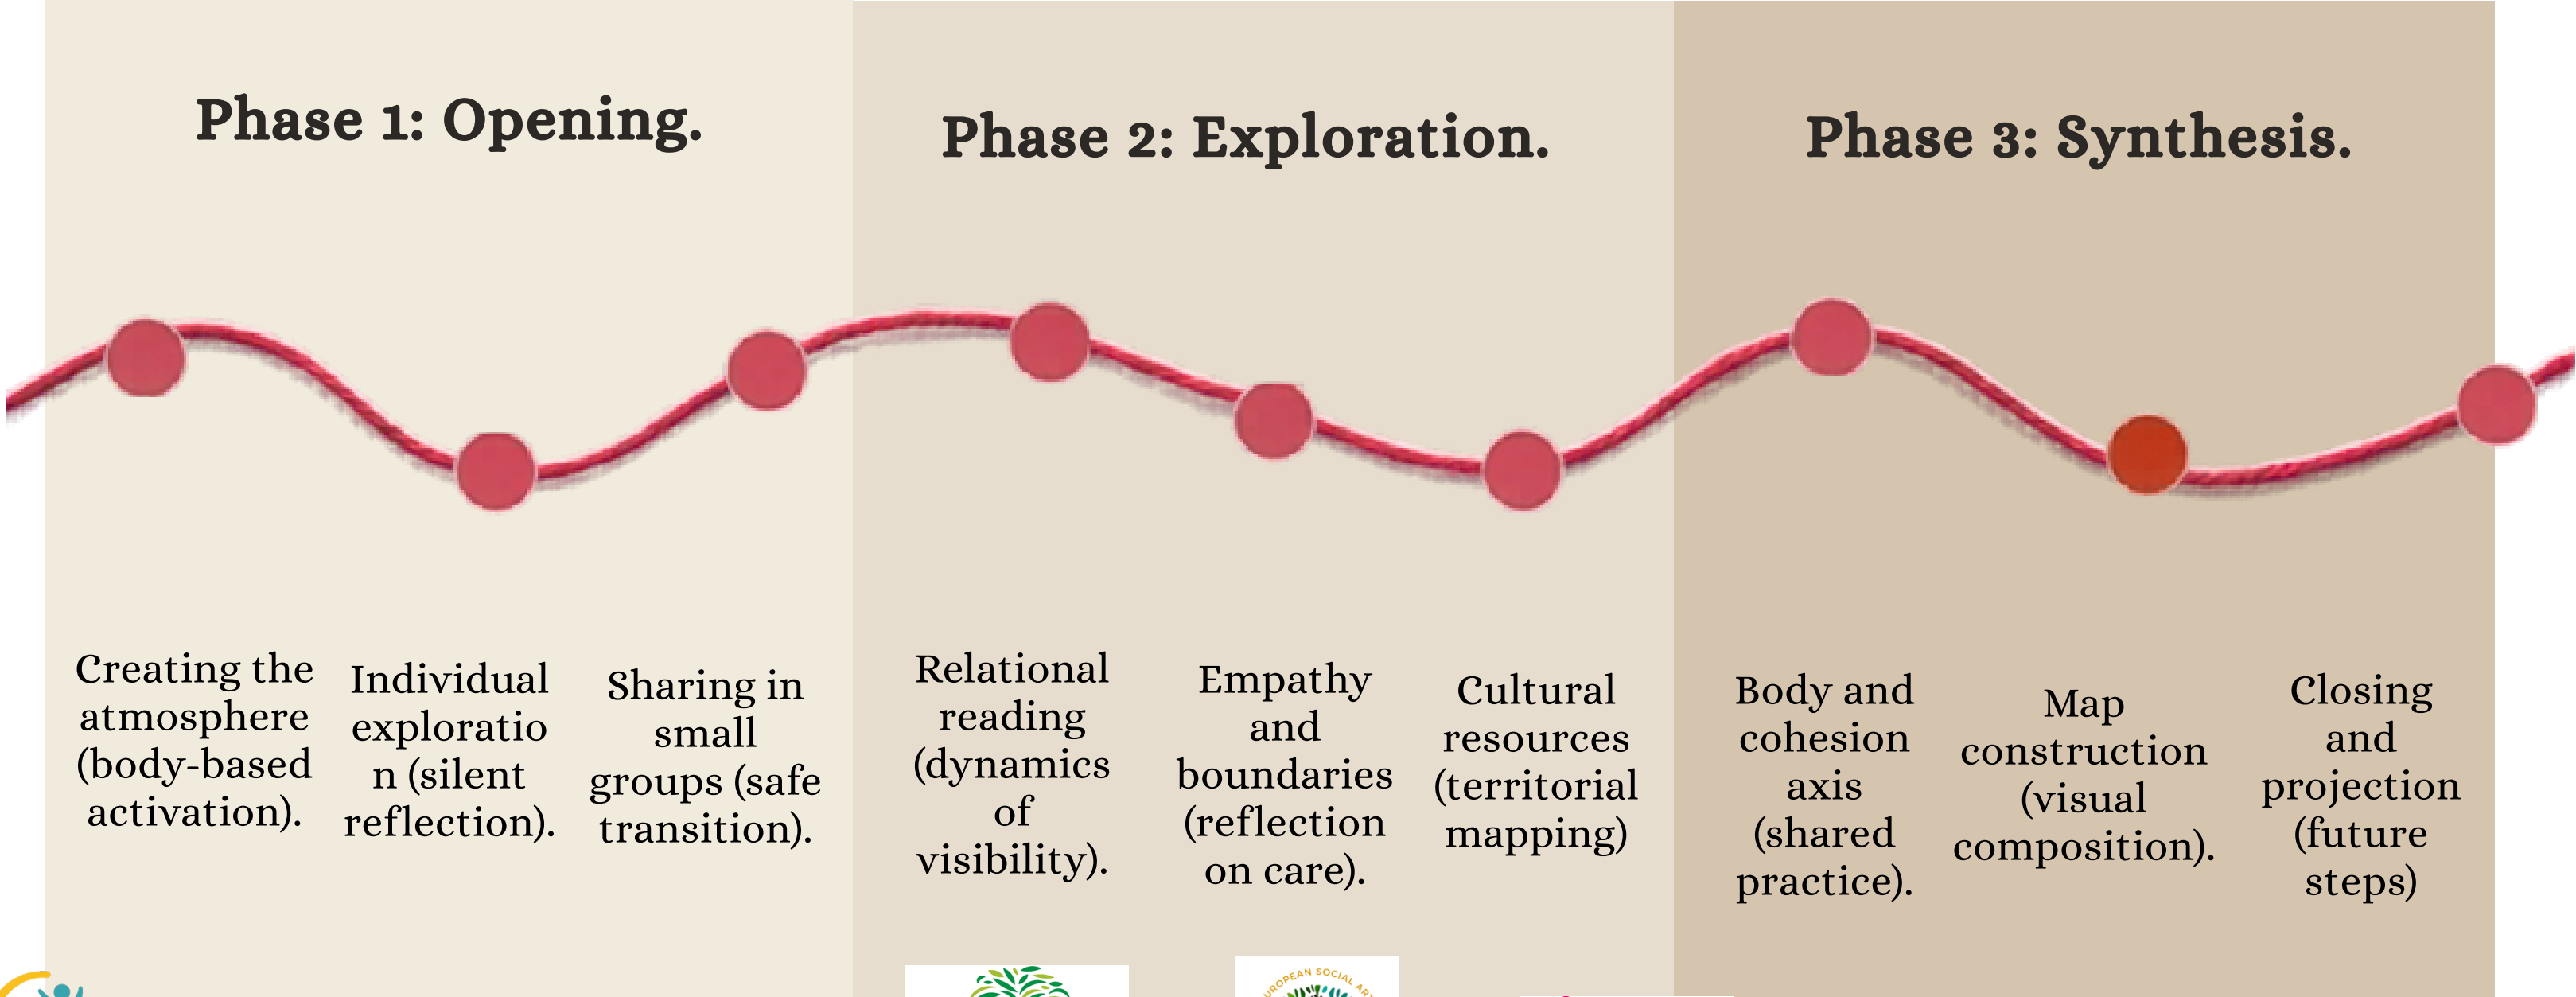 Phase 1: Opening.
Phase 2: Exploration.
Phase 3: Synthesis.
Creating the
atmosphere
(body-based
activation).
Individual
exploratio
n (silent
reflection).
Sharing in
small
groups (safe
transition).
Relational
reading
(dynamics
of
visibility).
Empathy
and
boundaries
(reflection
on care).
Cultural
resources
(territorial
mapping)
Body and
cohesion
axis
(shared
practice).
Map
construction
(visual
composition).
Closing
and
projection
(future
steps)
SOCIAL